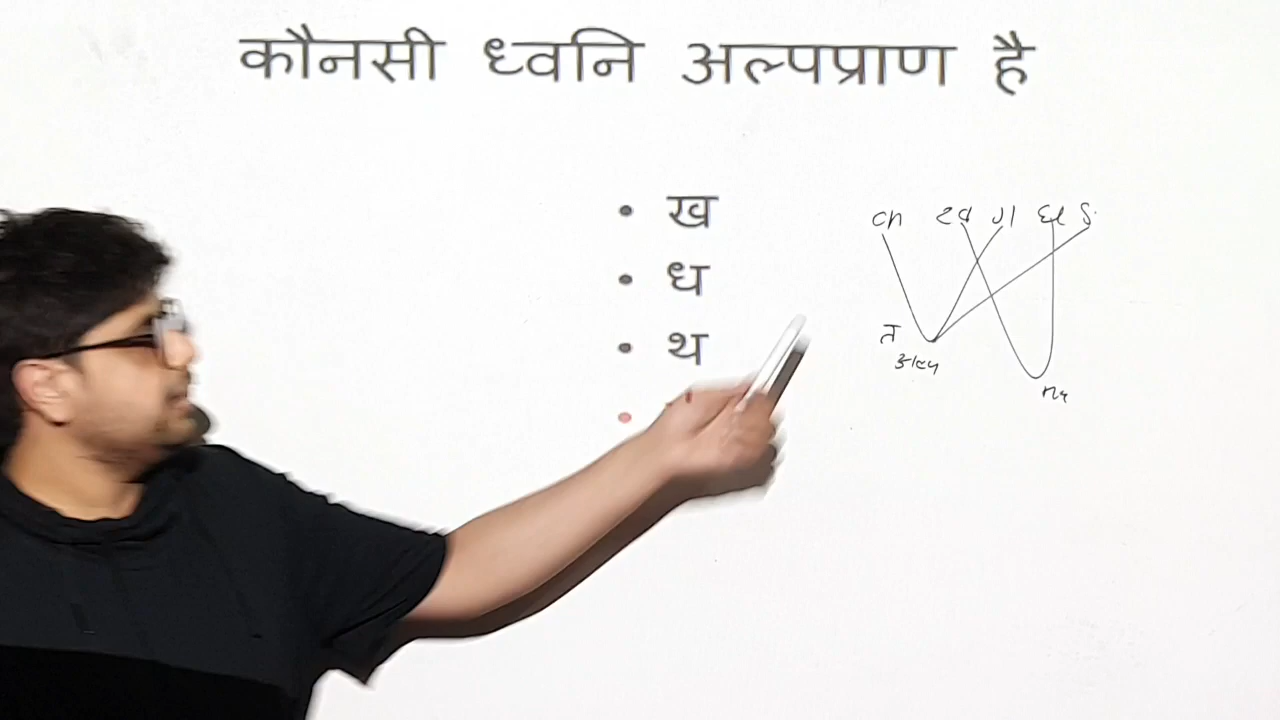 कौनसी ध्वनि अल्पप्राण है
• ख
• ध
• थ
क ख ग घ ङ
त
अल्प